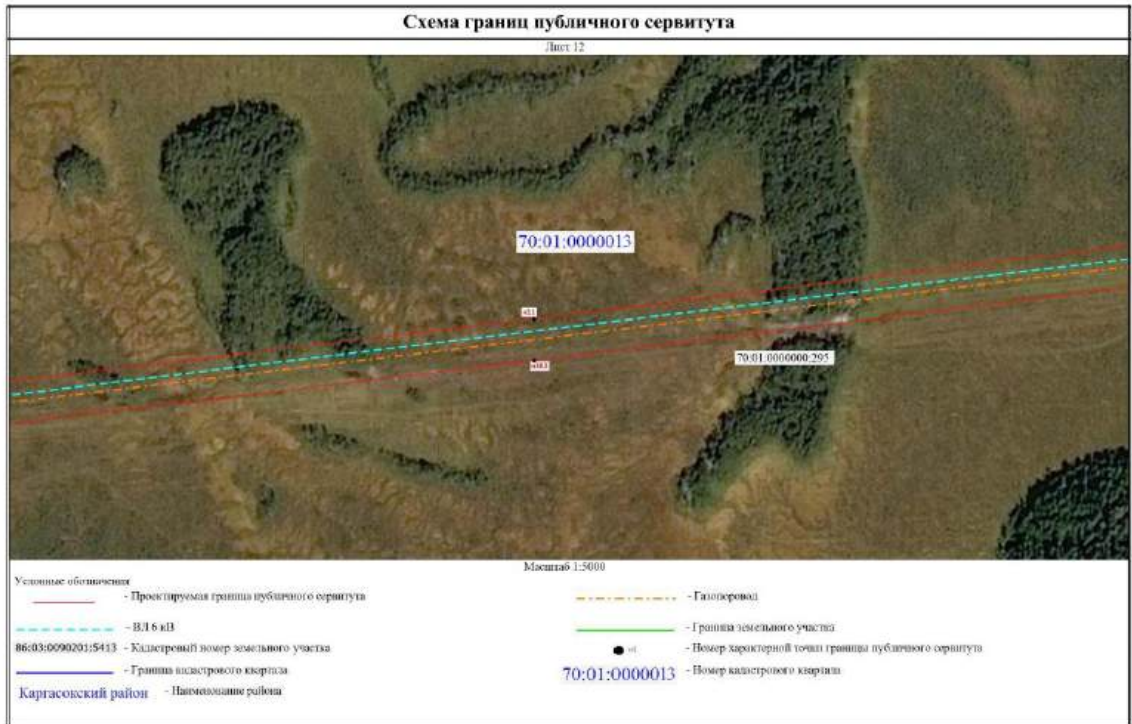 Схема границ публичного сервитута
Лист 12
70:01:0000013
70:01:0000000:295
Масштаб 1:5000
Условные обозначения
- Проектируемая граница публичного сервитута
- Газопровод
- ВЛ 6 кВ
- Граница земельного участка
86:03:0090201:5413 - Кадастровый номер земельного участка
н1 - Номер характерной точки границы публичного сервитута
- Граница кадастрового квартала
70:01:0000013 - Номер кадастрового квартала
Каргасокский район - Наименование района